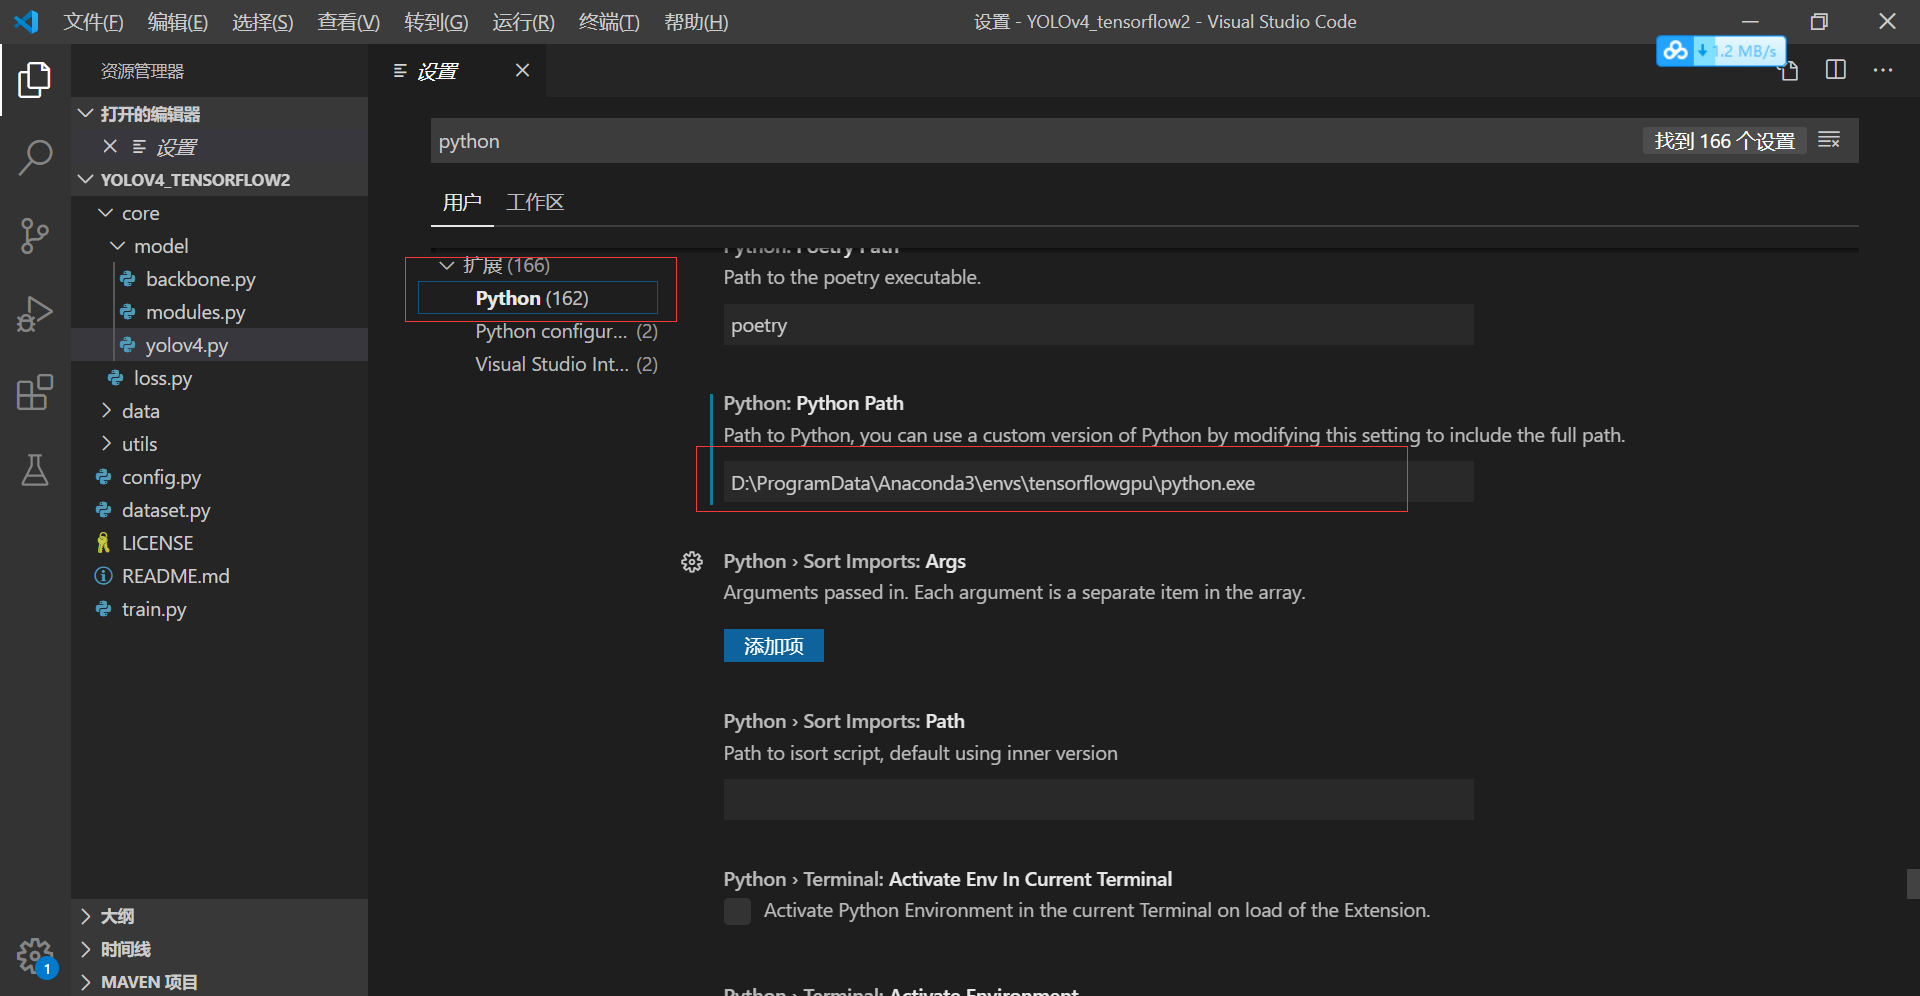 文件(F) 编辑(E) 选择(S) 查看(V) 转到(G) 运行(R) 终端(T) 帮助(H) 设置 - YOLOv4_tensorflow2 - Visual Studio Code
1.2 MB/s
资源管理器
打开的编辑器
设置
YOLOV4_TENSORFLOW2
core
model
backbone.py
modules.py
yolov4.py
loss.py
data
utils
config.py
dataset.py
LICENSE
README.md
train.py
大纲
时间线
MAVEN 项目
1
设置
python
找到 166 个设置
用户 工作区
扩展 (166)
Python (162)
Python configur... (2)
Visual Studio Int... (2)
Python: Poetry Path
Path to the poetry executable.
poetry
Python: Python Path
Path to Python, you can use a custom version of Python by modifying this setting to include the full path.
D:\ProgramData\Anaconda3\envs\tensorflowgpu\python.exe
Python › Sort Imports: Args
Arguments passed in. Each argument is a separate item in the array.
添加项
Python › Sort Imports: Path
Path to isort script, default using inner version
Python › Terminal: Activate Env In Current Terminal
Activate Python Environment in the current Terminal on load of the Extension.
Python › Terminal: Activate Environment